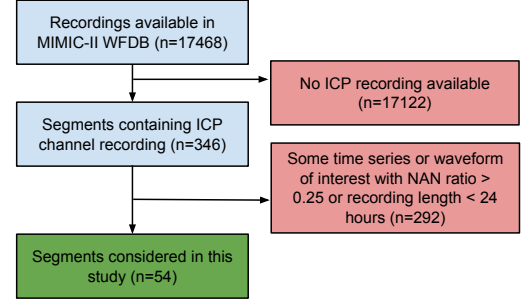 Recordings available in
MIMIC-II WFDB (n=17468)
No ICP recording available
(n=17122)
Segments containing ICP
channel recording (n=346)
Some time series or waveform
of interest with NAN ratio >
0.25 or recording length < 24
hours (n=292)
Segments considered in this
study (n=54)